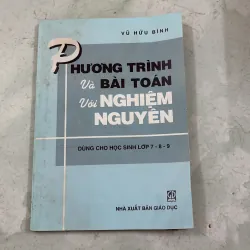 VŨ HỮU BÌNH
PHƯƠNG TRÌNH
Và BÀI TOÁN
Với NGHIỆM
NGUYÊN
DÙNG CHO HỌC SINH LỚP 7 - 8 - 9
NHÀ XUẤT BẢN GIÁO DỤC